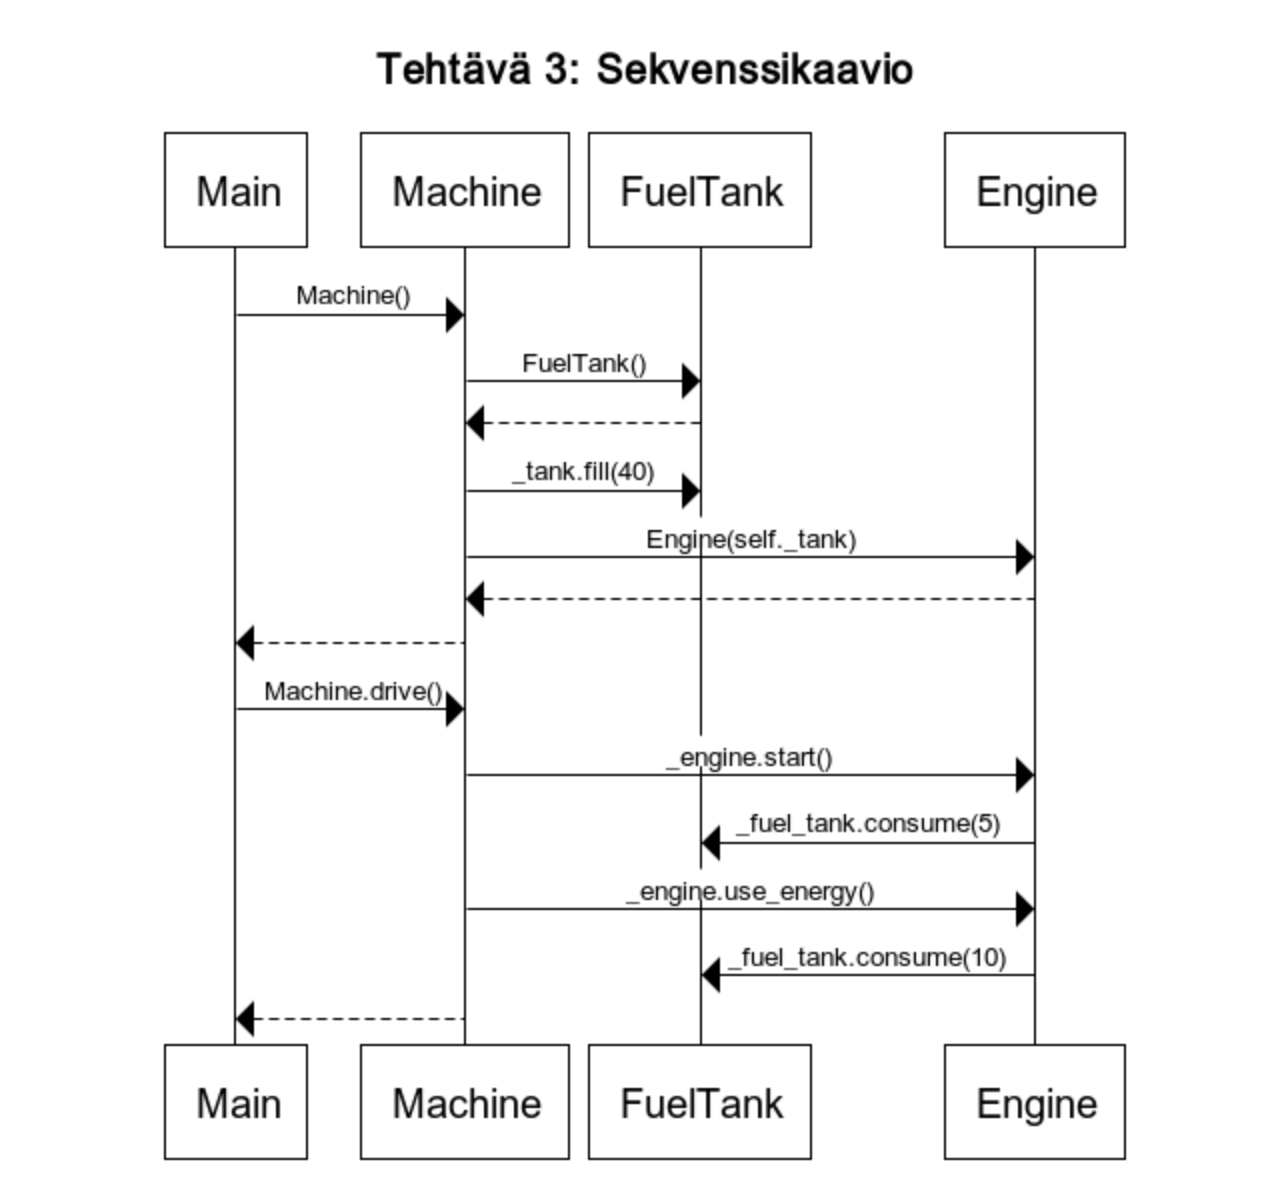 Tehtävä 3: Sekvenssikaavio
Main Machine FuelTank Engine
Machine()
FuelTank()
_tank.fill(40)
Engine(self._tank)
Machine.drive()
_engine.start()
_fuel_tank.consume(5)
_engine.use_energy()
_fuel_tank.consume(10)
Main Machine FuelTank Engine